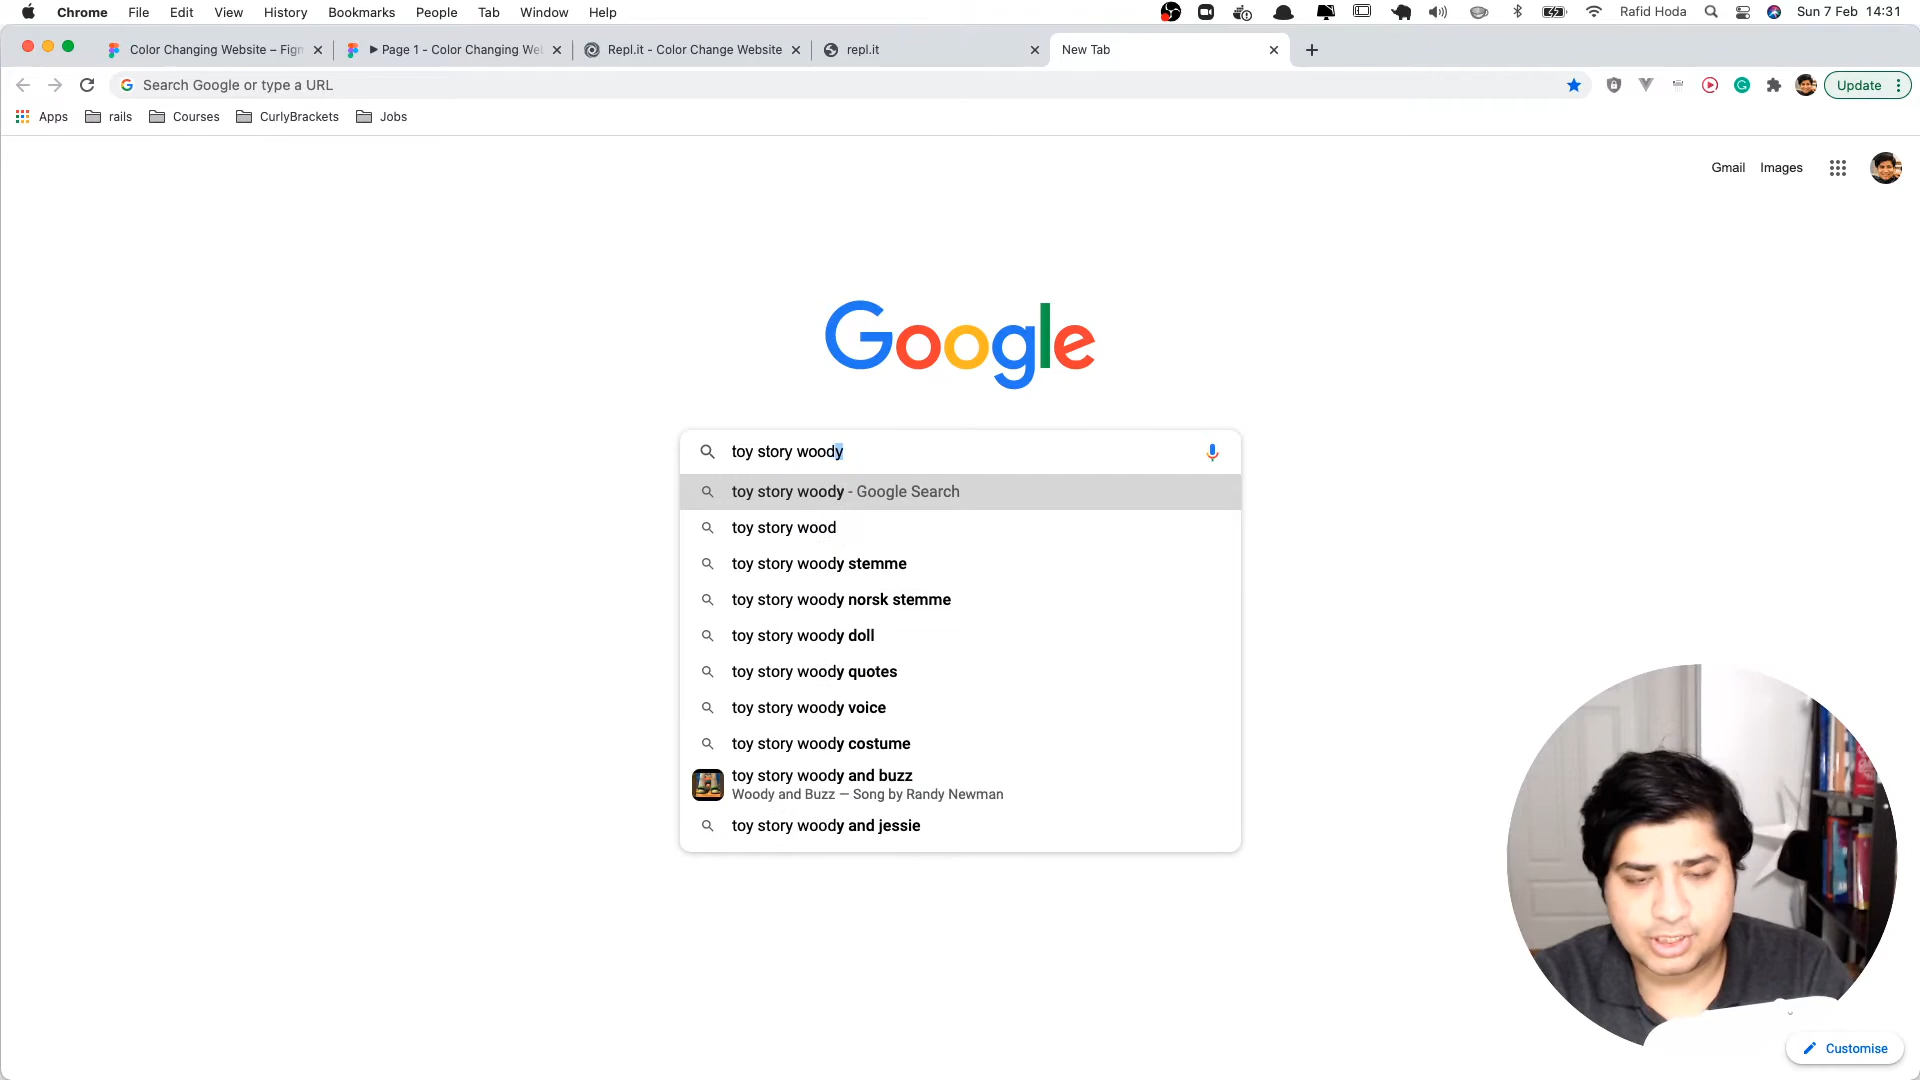 Chrome File Edit View History Bookmarks People Tab Window Help Rafid Hoda Sun 7 Feb 14:31
Color Changing Website – Fig
Page 1 - Color Changing We
Repl.it - Color Change Website
repl.it
New Tab
Search Google or type a URL
Update
Apps rails Courses CurlyBrackets Jobs
Gmail Images
Google
toy story woody
toy story woody - Google Search
toy story wood
toy story woody stemme
toy story woody norsk stemme
toy story woody doll
toy story woody quotes
toy story woody voice
toy story woody costume
toy story woody and buzz
Woody and Buzz — Song by Randy Newman
toy story woody and jessie
Customise